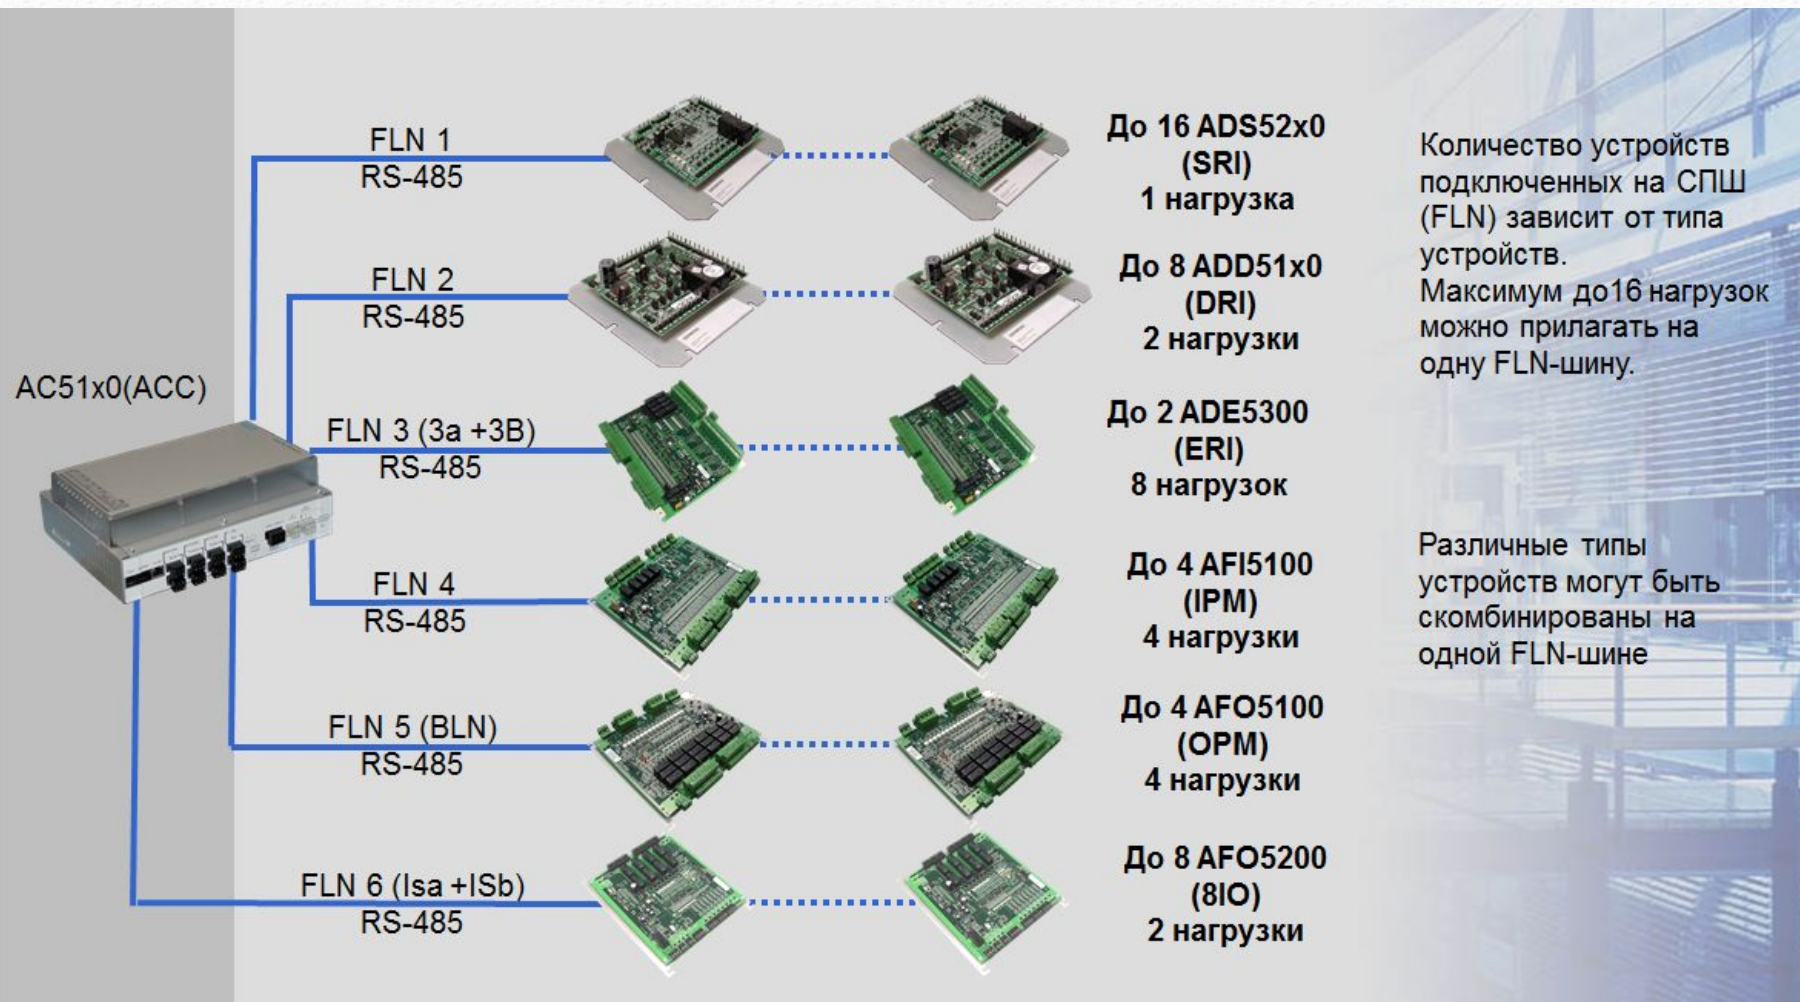 FLN 1
RS-485
До 16 ADS52x0
(SRI)
1 нагрузка
FLN 2
RS-485
До 8 ADD51x0
(DRI)
2 нагрузки
AC51x0(ACC)
FLN 3 (3a +3B)
RS-485
До 2 ADE5300
(ERI)
8 нагрузок
FLN 4
RS-485
До 4 AFI5100
(IPM)
4 нагрузки
FLN 5 (BLN)
RS-485
До 4 AFO5100
(OPM)
4 нагрузки
FLN 6 (Isa +ISb)
RS-485
До 8 AFO5200
(8IO)
2 нагрузки
Количество устройств
подключенных на СПШ
(FLN) зависит от типа
устройств.
Максимум до16 нагрузок
можно прилагать на
одну FLN-шину.
Различные типы
устройств могут быть
скомбинированы на
одной FLN-шине